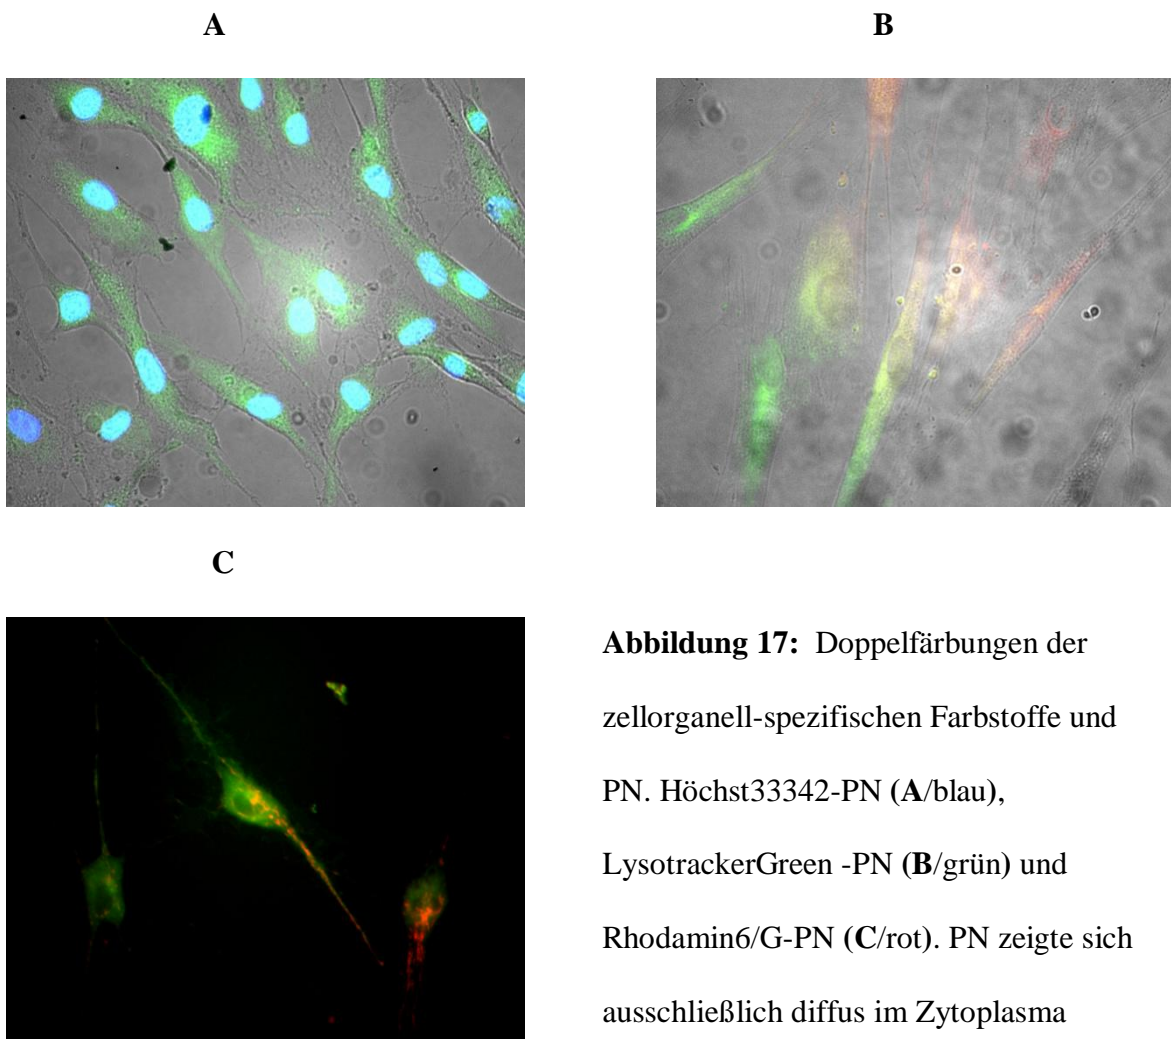 A
B
C
Abbildung 17: Doppelfärbungen der
zellorganell-spezifischen Farbstoffe und
PN. Höchst33342-PN (A/blau),
LysotrackerGreen -PN (B/grün) und
Rhodamin6/G-PN (C/rot). PN zeigte sich
ausschließlich diffus im Zytoplasma